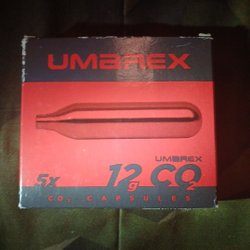 UMAREX
UMAREX
5x 12g CO2
CO2 CAPSULES